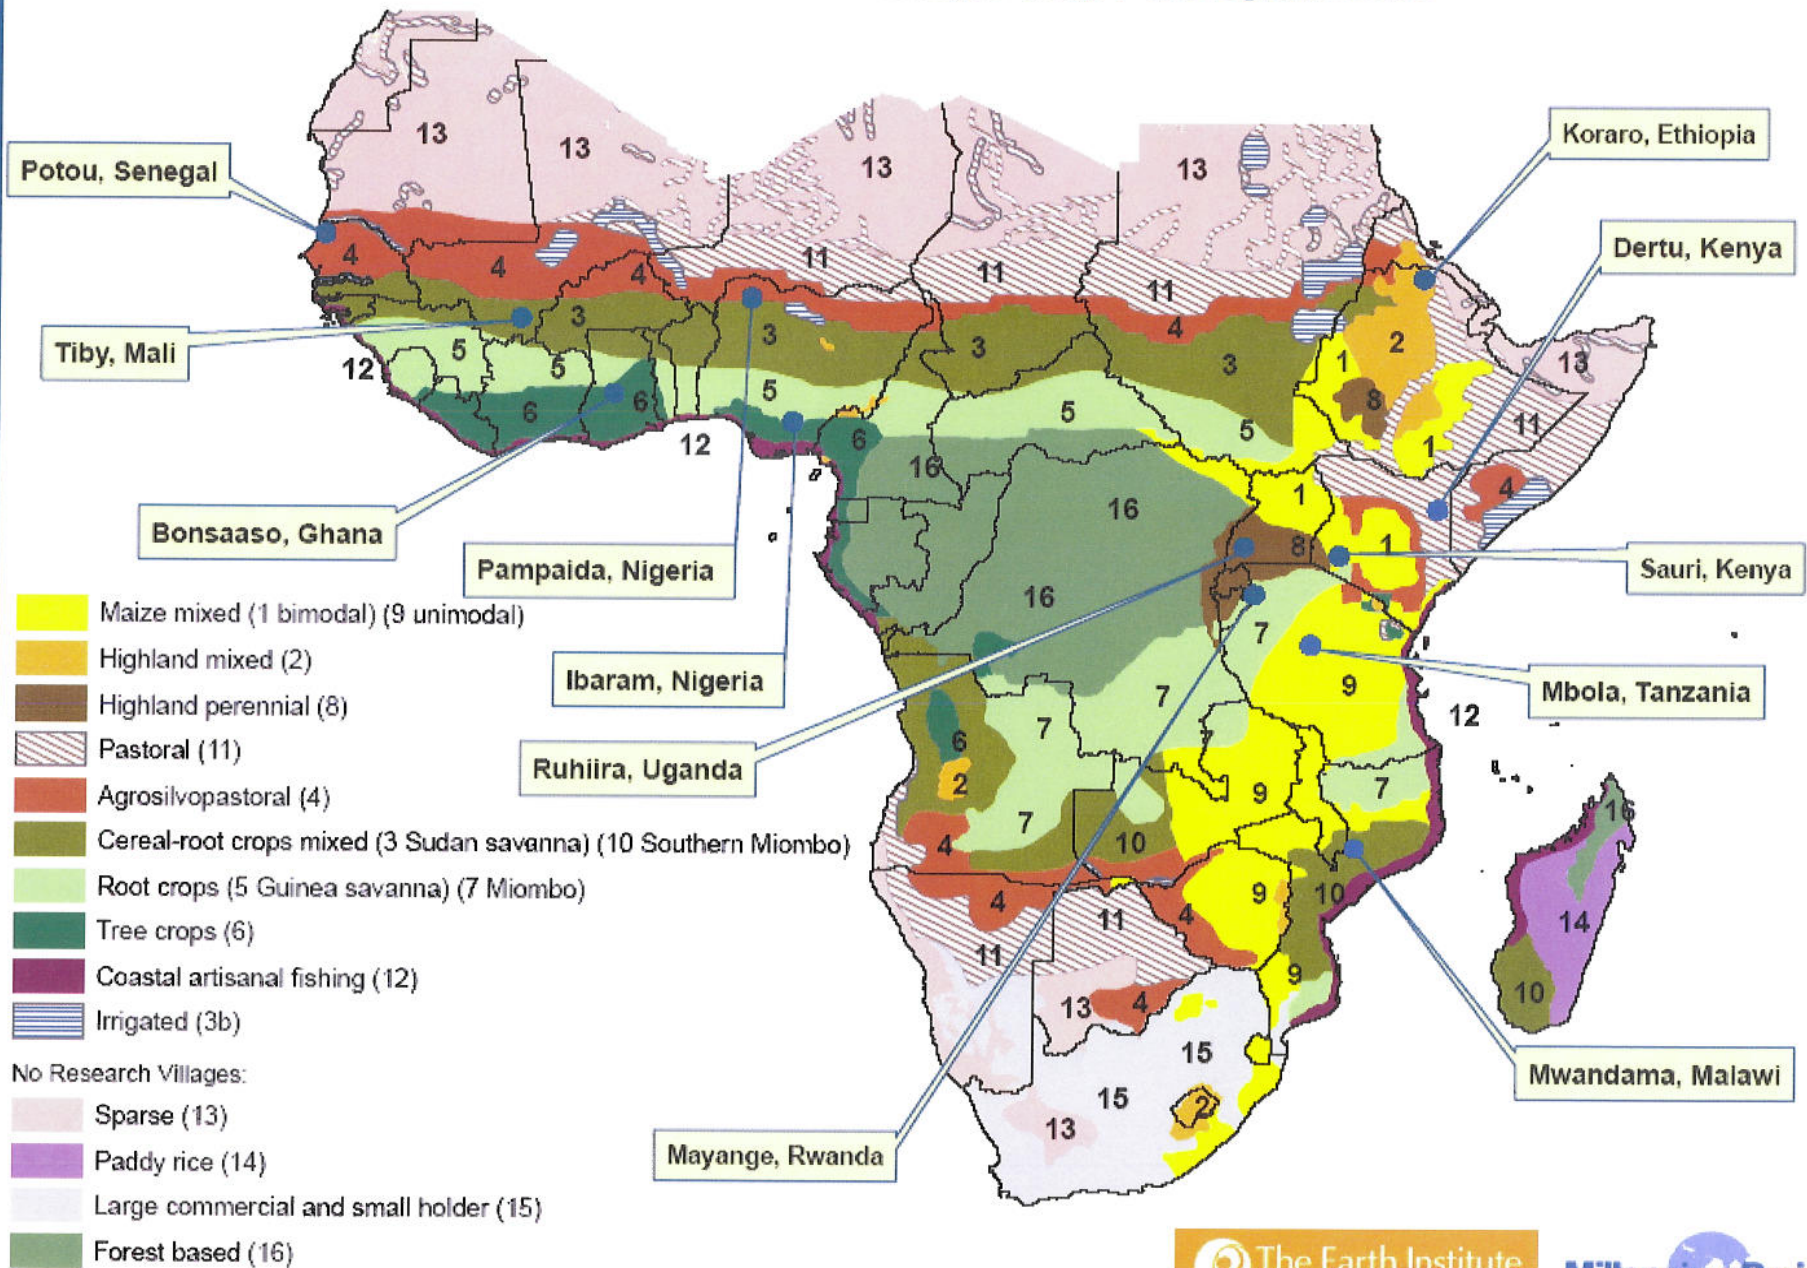 Koraro, Ethiopia
Potou, Senegal
Dertu, Kenya
Tiby, Mali
Bonsaaso, Ghana
Pampaida, Nigeria
Sauri, Kenya
Ibaram, Nigeria
Mbola, Tanzania
Ruhiira, Uganda
Mwandama, Malawi
Mayange, Rwanda
13
13
13
13
11
11
11
4
4
4
4
3
3
3
3
2
1
8
1
13
11
4
5
5
5
5
5
12
6
6
12
6
16
16
16
1
8
1
7
9
12
7
7
7
6
2
7
9
7
4
10
9
10
16
14
10
4
11
4
11
9
13
4
15
15
2
13
Maize mixed (1 bimodal) (9 unimodal)
Highland mixed (2)
Highland perennial (8)
Pastoral (11)
Agrosilvopastoral (4)
Cereal-root crops mixed (3 Sudan savanna) (10 Southern Miombo)
Root crops (5 Guinea savanna) (7 Miombo)
Tree crops (6)
Coastal artisanal fishing (12)
Irrigated (3b)
No Research Villages:
Sparse (13)
Paddy rice (14)
Large commercial and small holder (15)
Forest based (16)
The Earth Institute